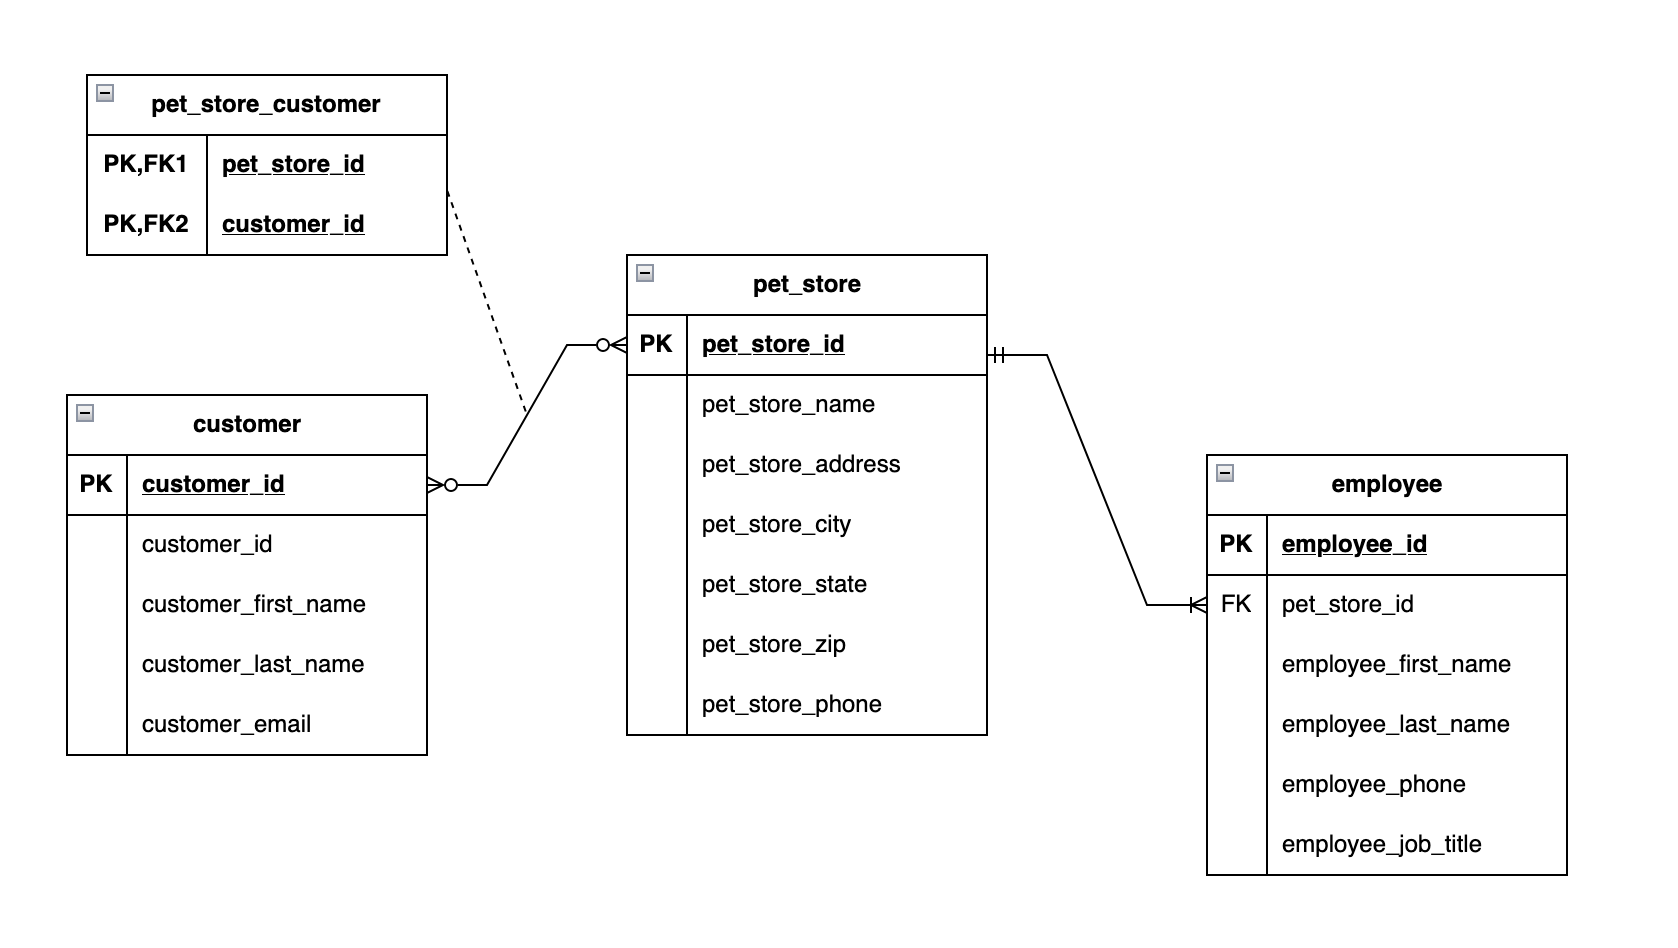 pet_store_customer
PK,FK1 pet_store_id
PK,FK2 customer_id
customer
PK customer_id
customer_id
customer_first_name
customer_last_name
customer_email
pet_store
PK pet_store_id
pet_store_name
pet_store_address
pet_store_city
pet_store_state
pet_store_zip
pet_store_phone
employee
PK employee_id
FK pet_store_id
employee_first_name
employee_last_name
employee_phone
employee_job_title